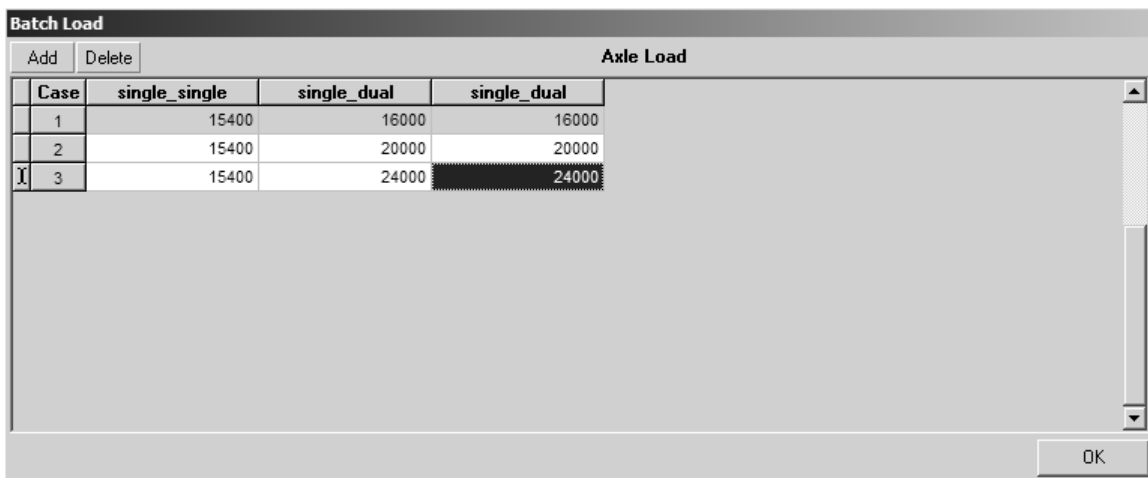 Batch Load
Add Delete Axle Load
Case single_single single_dual single_dual
1 15400 16000 16000
2 15400 20000 20000
3 15400 24000 24000
OK